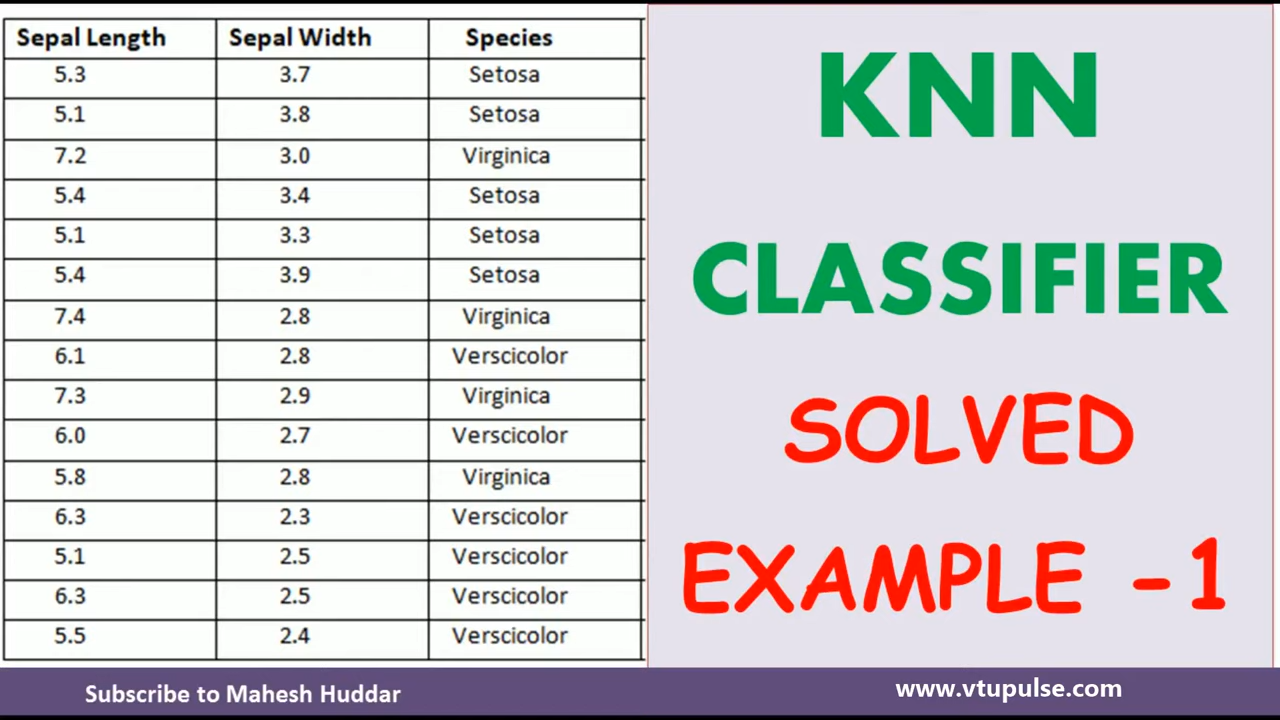 Sepal Length Sepal Width Species
5.3 3.7 Setosa
5.1 3.8 Setosa
7.2 3.0 Virginica
5.4 3.4 Setosa
5.1 3.3 Setosa
5.4 3.9 Setosa
7.4 2.8 Virginica
6.1 2.8 Verscicolor
7.3 2.9 Virginica
6.0 2.7 Verscicolor
5.8 2.8 Virginica
6.3 2.3 Verscicolor
5.1 2.5 Verscicolor
6.3 2.5 Verscicolor
5.5 2.4 Verscicolor
KNN
CLASSIFIER
SOLVED
EXAMPLE -1
Subscribe to Mahesh Huddar
www.vtupulse.com